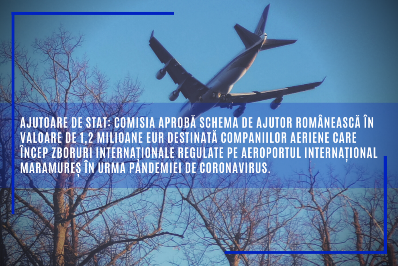 AJUTOARE DE STAT: COMISIA APROBĂ SCHEMA DE AJUTOR ROMÂNEASCĂ ÎN
VALOARE DE 1,2 MILIOANE EUR DESTINATĂ COMPANIILOR AERIENE CARE
ÎNCEP ZBORURI INTERNAȚIONALE REGULATE PE AEROPORTUL INTERNAȚIONAL
MARAMUREȘ ÎN URMA PANDEMIEI DE CORONAVIRUS.